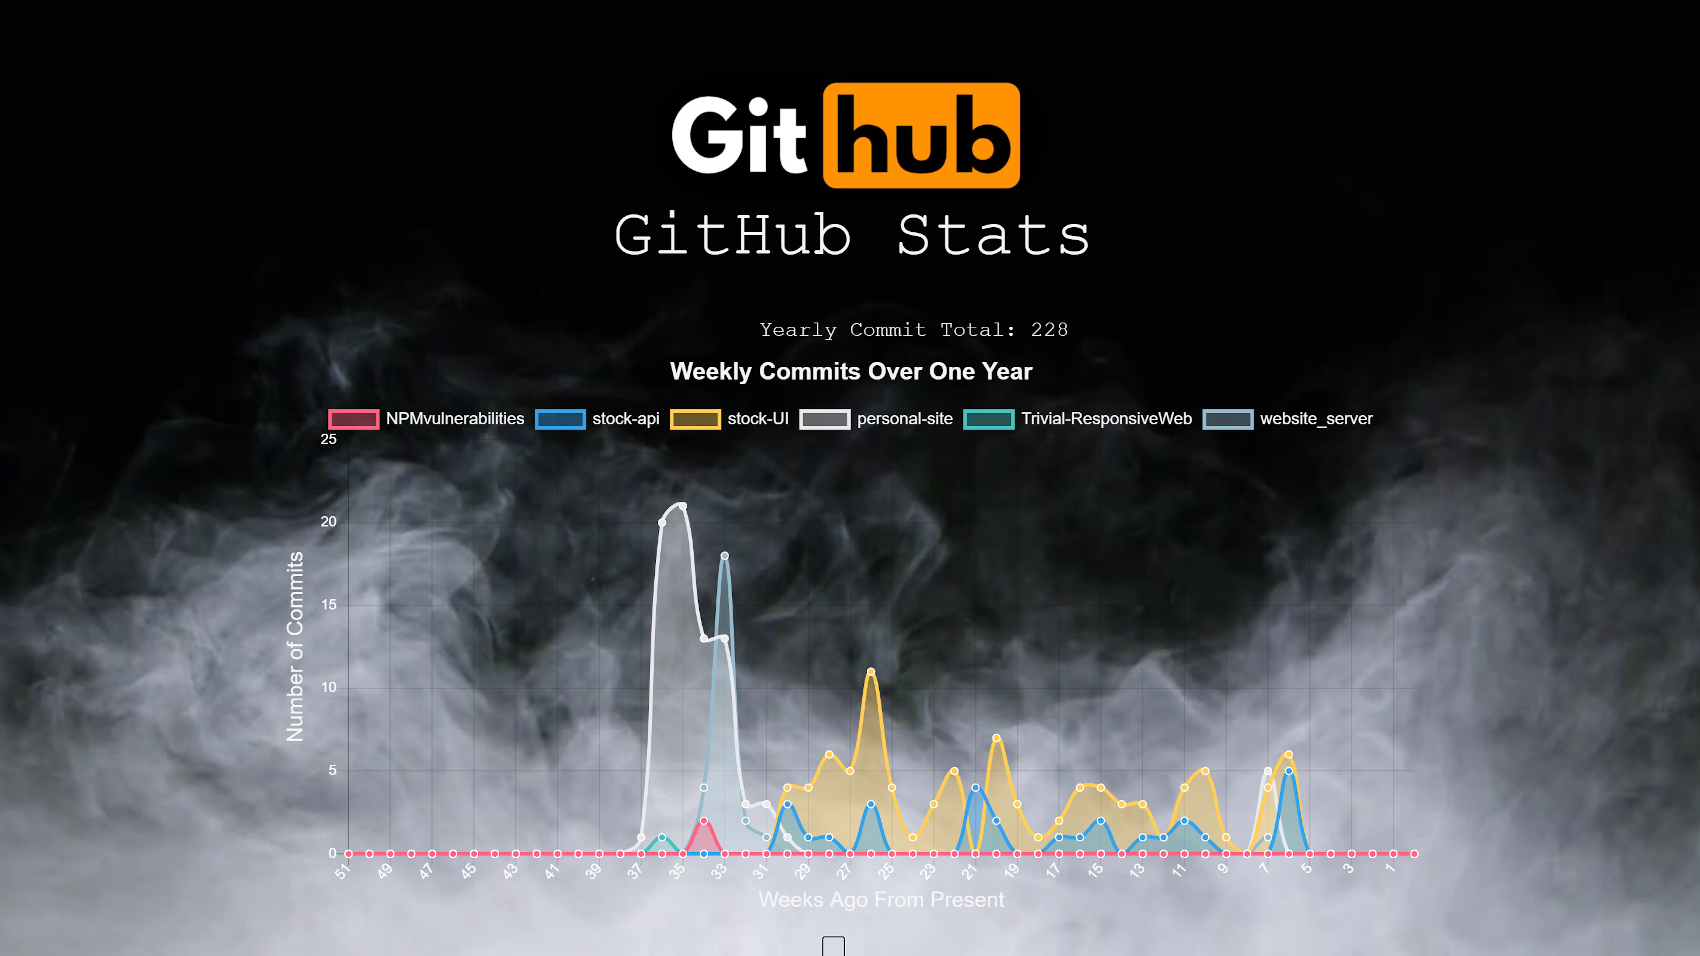 Git hub
GitHub Stats
Yearly Commit Total: 228
Weekly Commits Over One Year
NPMvulnerabilities stock-api stock-UI personal-site Trivial-ResponsiveWeb website_server
25
20
15
10
5
0
Number of Commits
51 49 47 45 43 41 39 37 35 33 31 29 27 25 23 21 19 17 15 13 11 9 7 5 3 1
Weeks Ago From Present